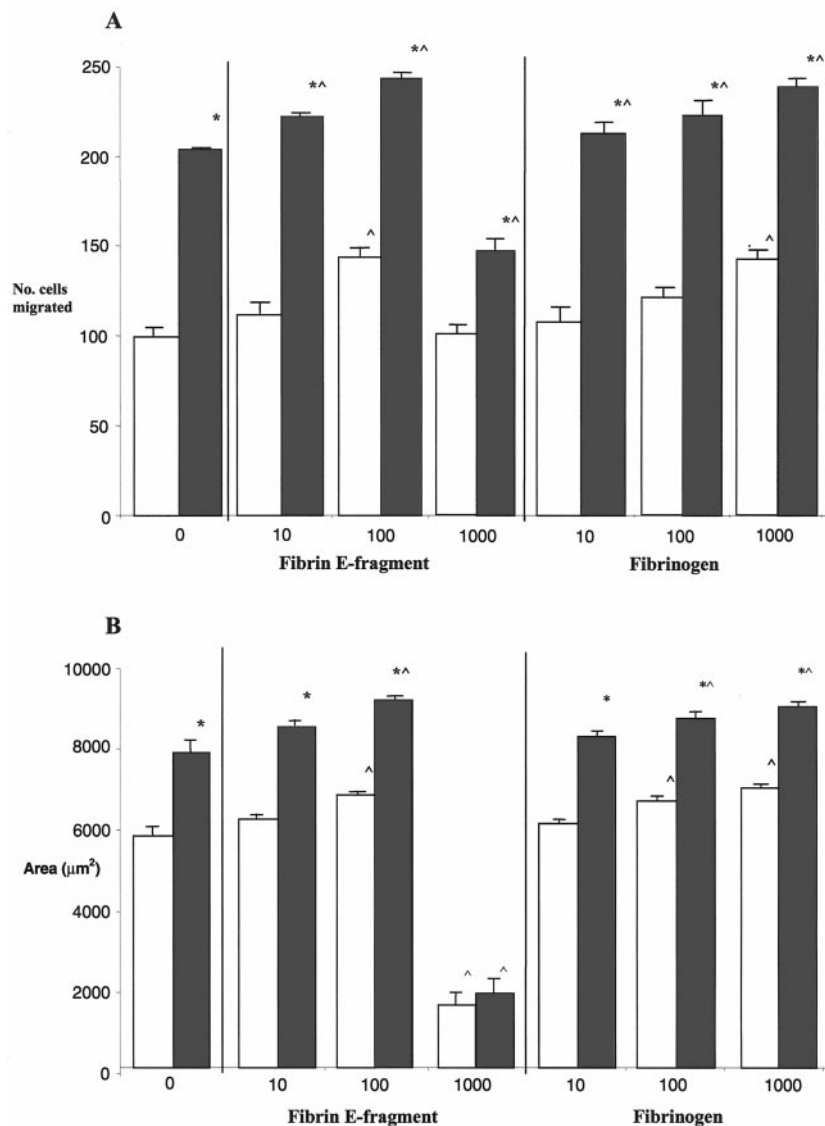 A
* *^ *^ *^ *^ *^ *^
^ ^
250
200
150
No. cells
migrated
100
50
0
0 10 100 1000 10 100 1000
Fibrin E-fragment Fibrinogen
B
* * *^ * *^ *^
^ ^ ^ ^ ^
10000
8000
6000
Area (μm²)
4000
2000
0
0 10 100 1000 10 100 1000
Fibrin E-fragment Fibrinogen